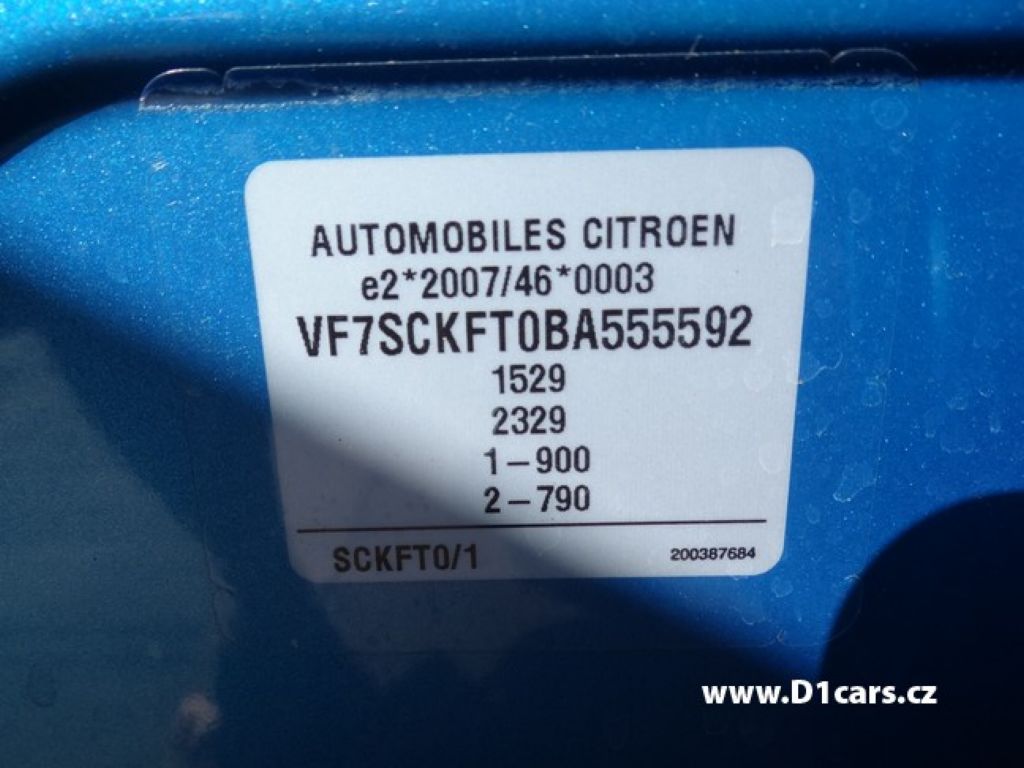 AUTOMOBILES CITROEN
e2*2007/46*0003
VF7SCKFT0BA555592
1529
2329
1-900
2-790
SCKFT0/1 200387684
www.D1cars.cz